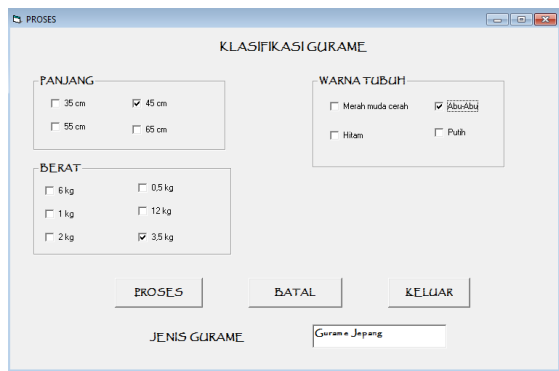 PROSES
KLASIFIKASI GURAME
PANJANG
35 cm
45 cm
55 cm
65 cm
WARNA TUBUH
Merah muda cerah
Abu-Abu
Hitam
Putih
BERAT
6 kg
0,5 kg
1 kg
12 kg
2 kg
3,5 kg
PROSES
BATAL
KELUAR
JENIS GURAME
Gurame Jepang